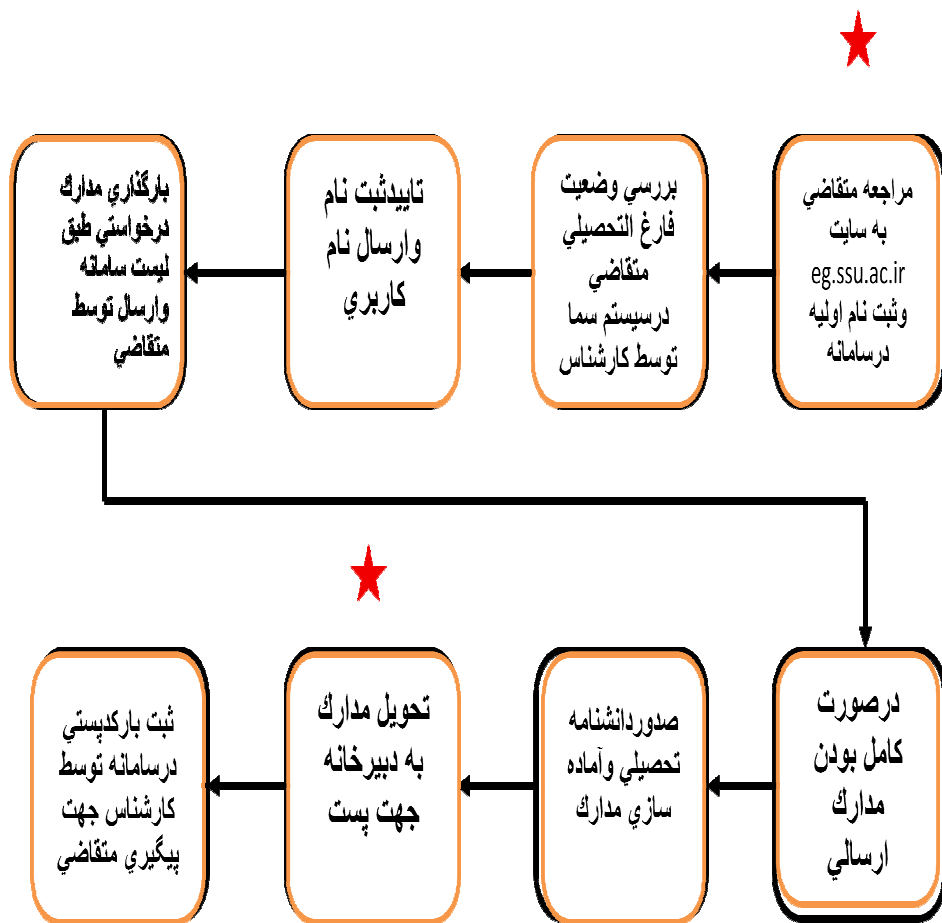 مراجعه متقاضي
به سايت
eg.ssu.ac.ir
وثبت نام اوليه
درسامانه
بررسي وضعيت
فارغ التحصيلي
متقاضي
درسيستم سما
توسط كارشناس
تاييدثبت نام
وارسال نام
كاربري
بارگذاري مدارك
درخواستي طبق
ليست سامانه
وارسال توسط
متقاضي
درصورت
كامل بودن
مدارك
ارسالي
صدوردانشنامه
تحصيلي وآماده
سازي مدارك
تحويل مدارك
به دبيرخانه
جهت پست
ثبت باركدپستي
درسامانه توسط
كارشناس جهت
پيگيري متقاضي